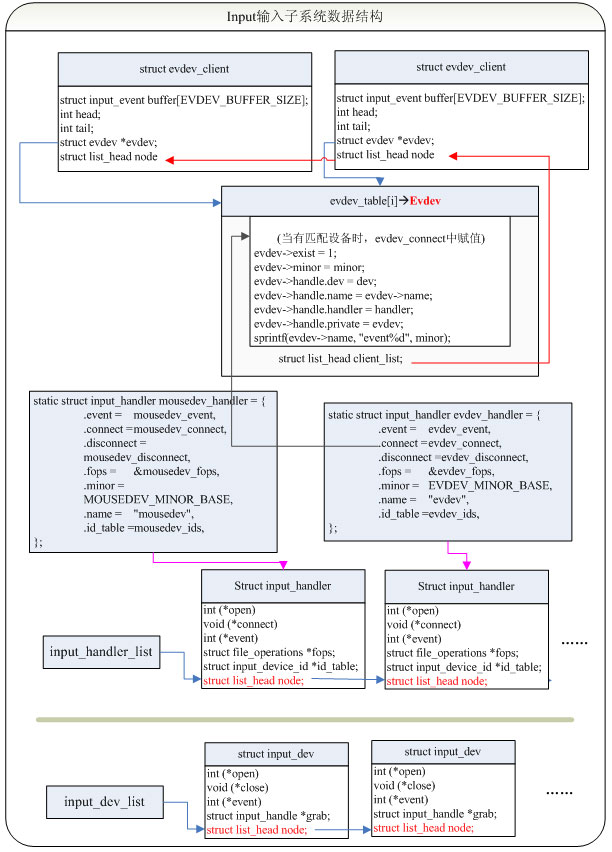 Input输入子系统数据结构
struct evdev_client
struct input_event buffer[EVDEV_BUFFER_SIZE];
int head;
int tail;
struct evdev *evdev;
struct list_head node
struct evdev_client
struct input_event buffer[EVDEV_BUFFER_SIZE];
int head;
int tail;
struct evdev *evdev;
struct list_head node
evdev_table[i]→Evdev
(当有匹配设备时，evdev_connect中赋值)
evdev->exist = 1;
evdev->minor = minor;
evdev->handle.dev = dev;
evdev->handle.name = evdev->name;
evdev->handle.handler = handler;
evdev->handle.private = evdev;
sprintf(evdev->name, "event%d", minor);
struct list_head client_list;
static struct input_handler mousedev_handler = {
.event = mousedev_event,
.connect =mousedev_connect,
.disconnect =
mousedev_disconnect,
.fops = &mousedev_fops,
.minor =
MOUSEDEV_MINOR_BASE,
.name = "mousedev",
.id_table =mousedev_ids,
};
static struct input_handler evdev_handler = {
.event = evdev_event,
.connect =evdev_connect,
.disconnect =evdev_disconnect,
.fops = &evdev_fops,
.minor = EVDEV_MINOR_BASE,
.name = "evdev",
.id_table =evdev_ids,
};
input_handler_list
Struct input_handler
int (*open)
void (*connect)
int (*event)
struct file_operations *fops;
struct input_device_id *id_table;
struct list_head node;
Struct input_handler
int (*open)
void (*connect)
int (*event)
struct file_operations *fops;
struct input_device_id *id_table;
struct list_head node;
……
input_dev_list
struct input_dev
int (*open)
void (*close)
int (*event)
struct input_handle *grab;
struct list_head node;
struct input_dev
int (*open)
void (*close)
int (*event)
struct input_handle *grab;
struct list_head node;
……